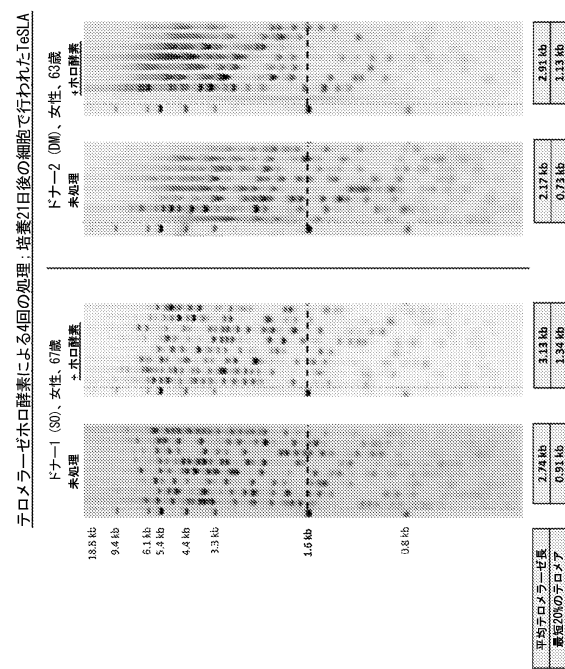 テロメラーゼホロ酵素による4回の処理：培養21日後の細胞で行われたTeSLA
ドナー1 (SO)、女性、67歳
未処理
+ ホロ酵素
ドナー2 (DM)、女性、63歳
未処理
+ホロ酵素
18.8 kb
9.4 kb
6.1 kb
5.4 kb
4.4 kb
3.3 kb
1.6 kb
0.8 kb
平均テロメラーゼ長 2.74 kb 3.13 kb 2.17 kb 2.91 kb
最短20%のテロメア 0.91 kb 1.34 kb 0.73 kb 1.13 kb